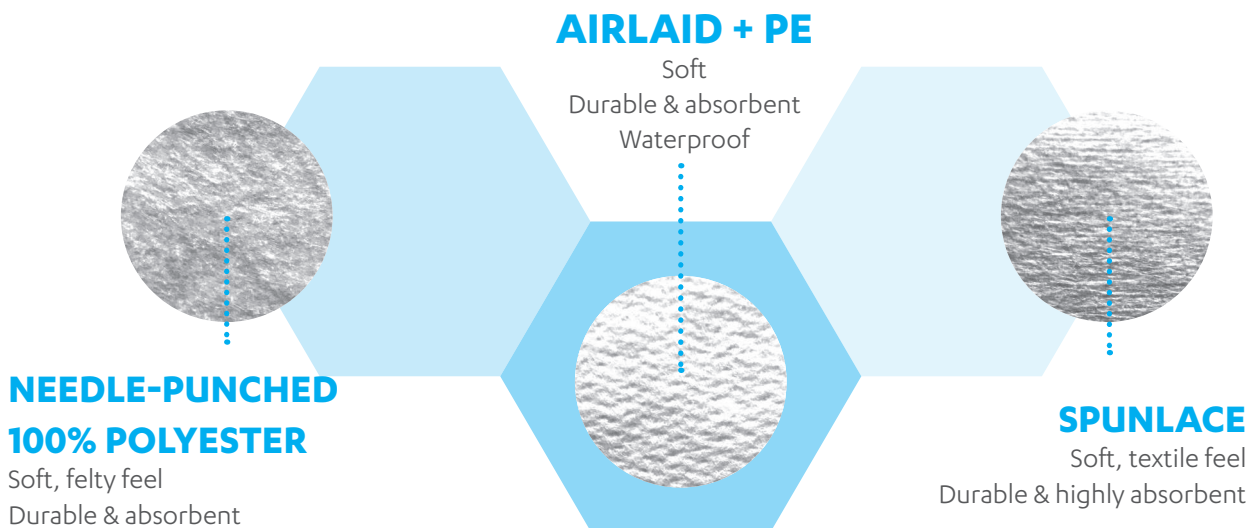 AIRLAID + PE
Soft
Durable & absorbent
Waterproof
NEEDLE-PUNCHED
100% POLYESTER
Soft, felty feel
Durable & absorbent
SPUNLACE
Soft, textile feel
Durable & highly absorbent